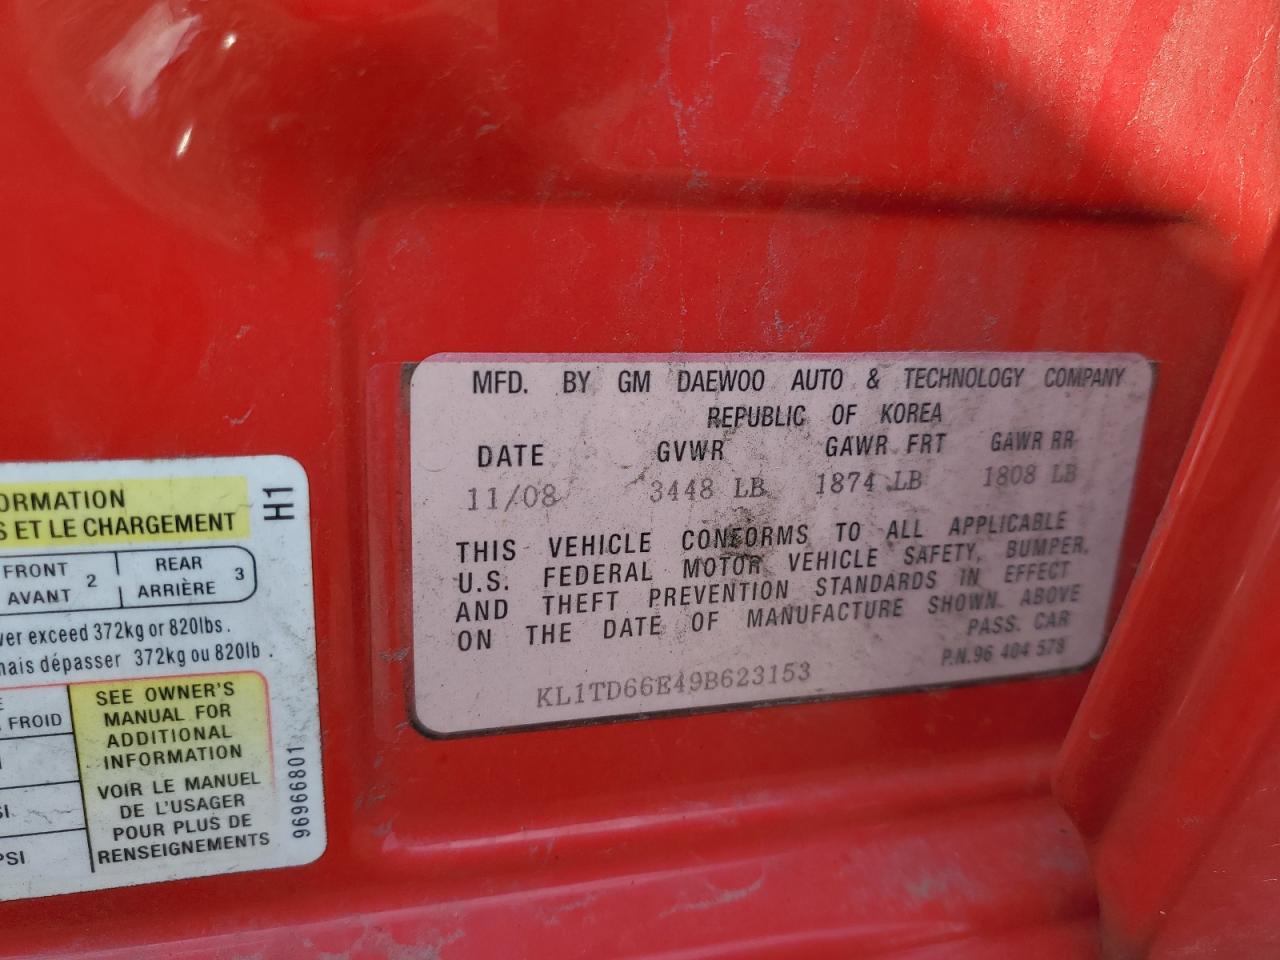 ORMATION
S ET LE CHARGEMENT
H1
FRONT 2 REAR 3
AVANT ARRIÈRE
ver exceed 372kg or 820lbs.
mais dépasser 372kg ou 820lb.
FROID
SI
PSI
SEE OWNER'S
MANUAL FOR
ADDITIONAL
INFORMATION
VOIR LE MANUEL
DE L'USAGER
POUR PLUS DE
RENSEIGNEMENTS
96966801
MFD. BY GM DAEWOO AUTO & TECHNOLOGY COMPANY
REPUBLIC OF KOREA
DATE GVWR GAWR FRT GAWR RR
11/08 3448 LB 1874 LB 1808 LB
THIS VEHICLE CONFORMS TO ALL APPLICABLE
U.S. FEDERAL MOTOR VEHICLE SAFETY, BUMPER,
AND THEFT PREVENTION STANDARDS IN EFFECT
ON THE DATE OF MANUFACTURE SHOWN ABOVE
PASS. CAR
KL1TD66E49B623153
P.N.96 404 578